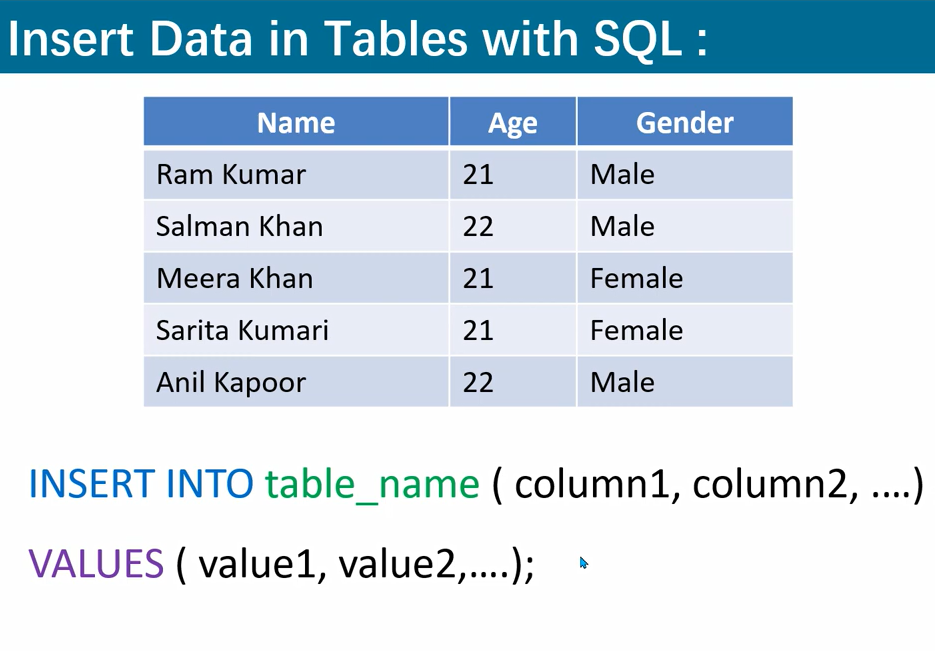 Insert Data in Tables with SQL :
Name Age Gender
Ram Kumar 21 Male
Salman Khan 22 Male
Meera Khan 21 Female
Sarita Kumari 21 Female
Anil Kapoor 22 Male
INSERT INTO table_name ( column1, column2, ....)
VALUES ( value1, value2,....);